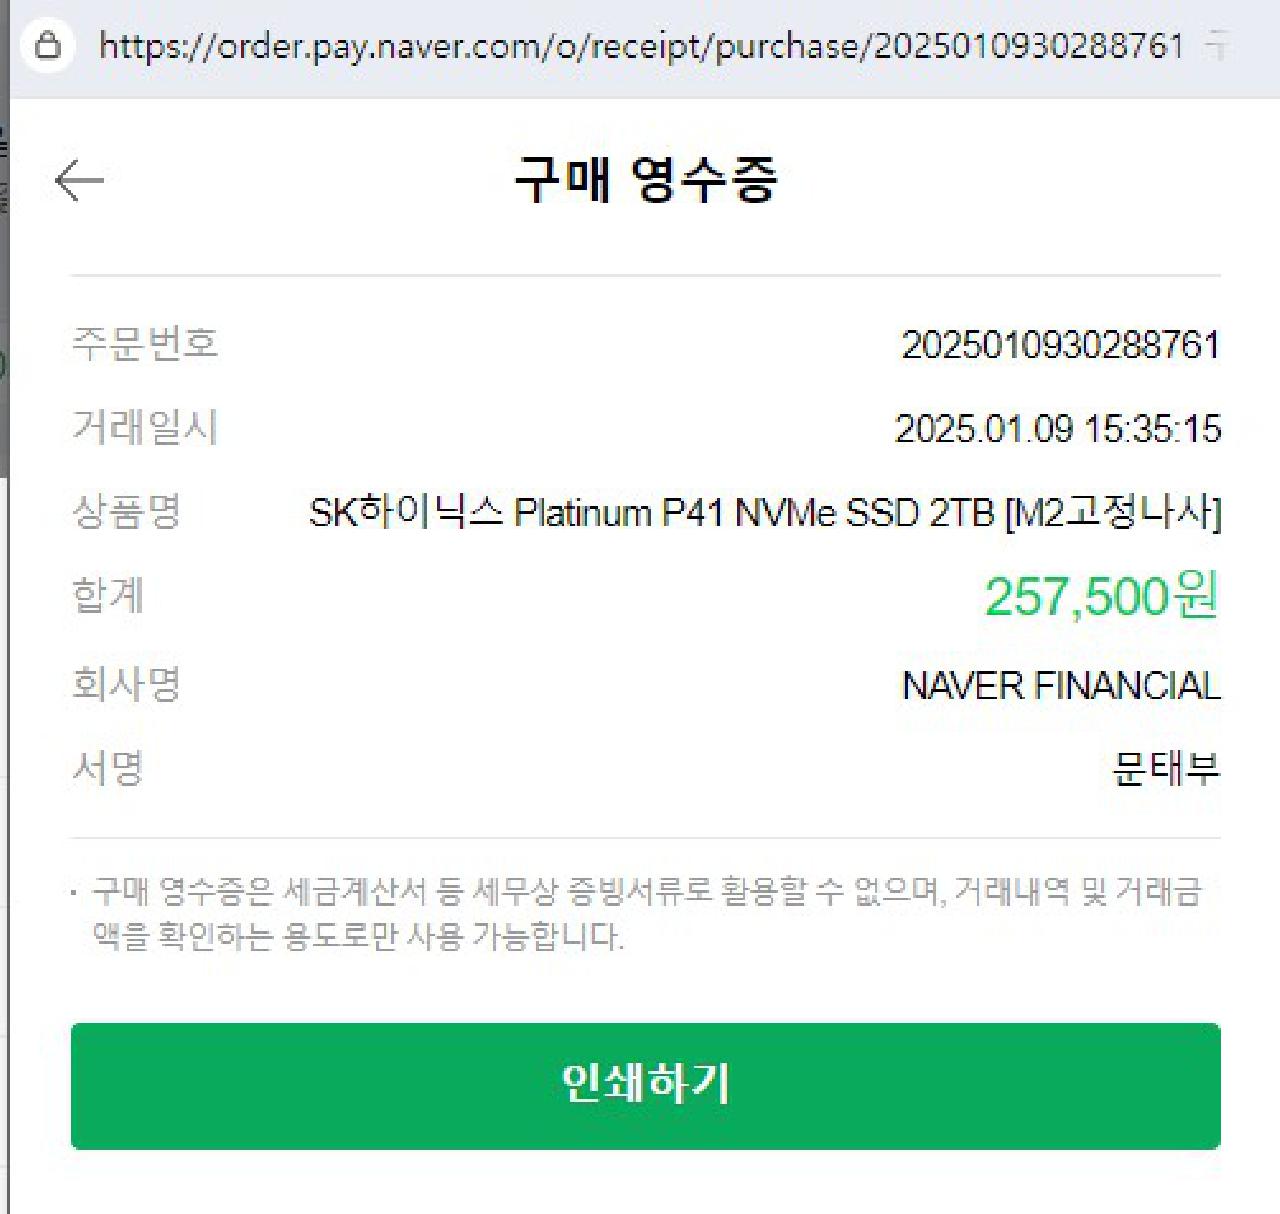 https://order.pay.naver.com/o/receipt/purchase/2025010930288761
구매 영수증
주문번호 2025010930288761
거래일시 2025.01.09 15:35:15
상품명 SK하이닉스 Platinum P41 NVMe SSD 2TB [M2고정나사]
합계 257,500원
회사명 NAVER FINANCIAL
서명 문태부
· 구매 영수증은 세금계산서 등 세무상 증빙서류로 활용할 수 없으며, 거래내역 및 거래금
액을 확인하는 용도로만 사용 가능합니다.
인쇄하기